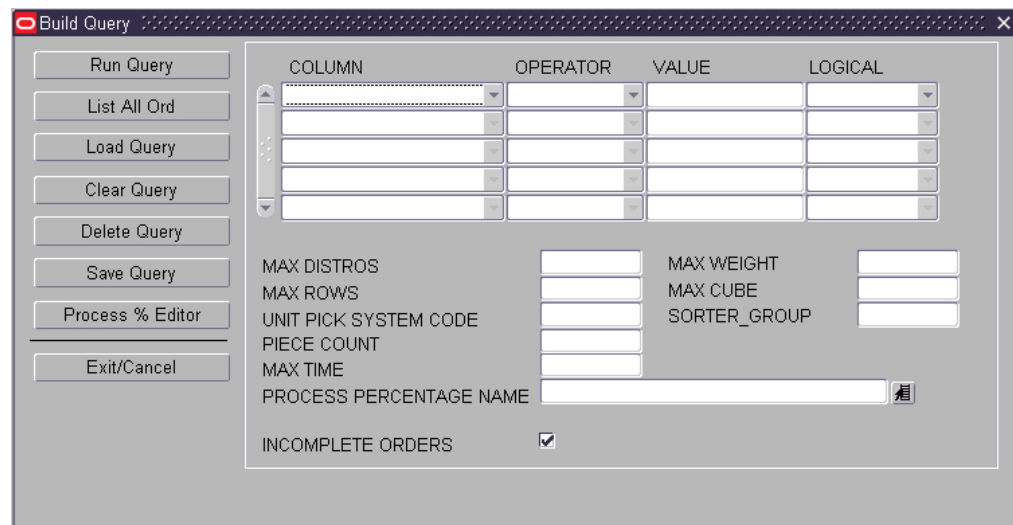 Build Query
Run Query
List All Ord
Load Query
Clear Query
Delete Query
Save Query
Process % Editor
Exit/Cancel
COLUMN OPERATOR VALUE LOGICAL
MAX DISTROS
MAX ROWS
UNIT PICK SYSTEM CODE
PIECE COUNT
MAX TIME
PROCESS PERCENTAGE NAME
INCOMPLETE ORDERS
MAX WEIGHT
MAX CUBE
SORTER_GROUP